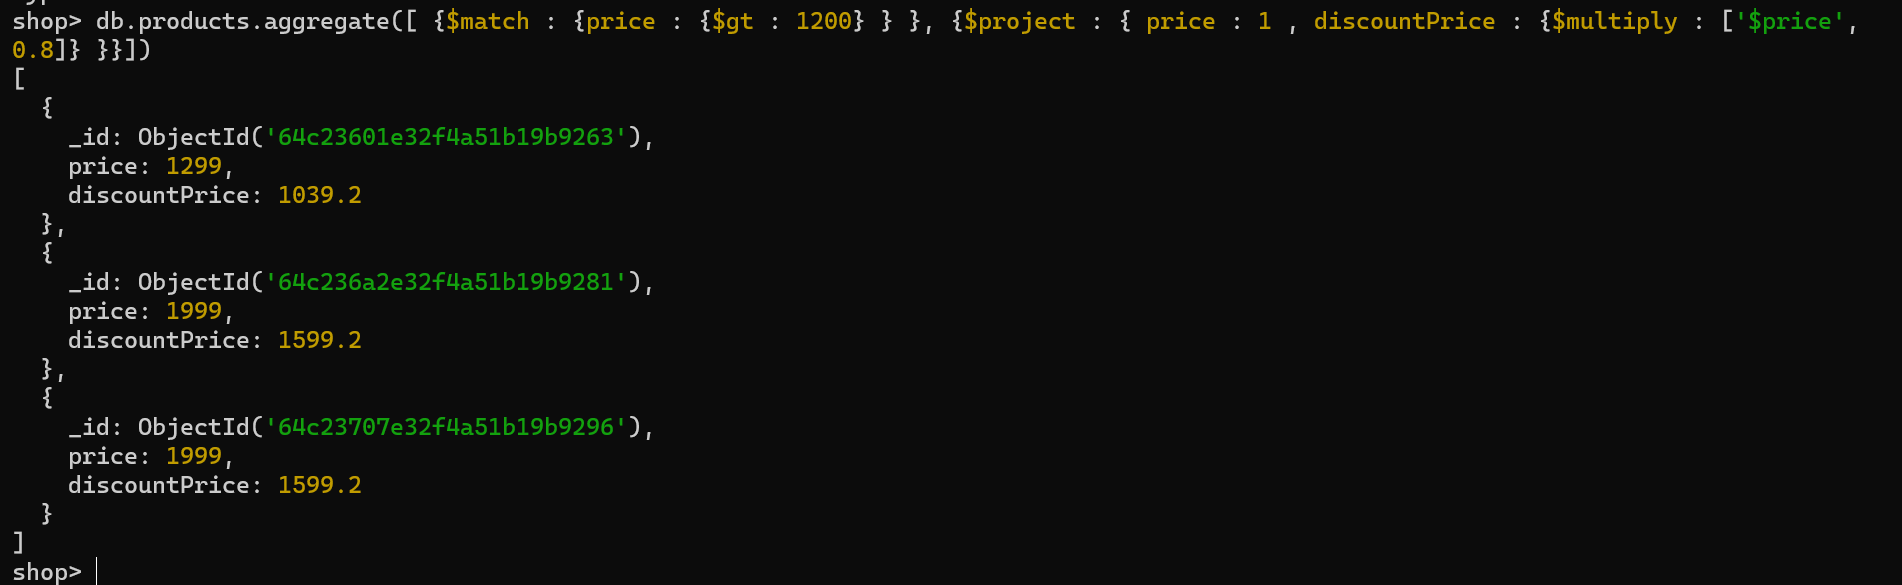 shop> db.products.aggregate([ {$match : {price : {$gt : 1200} } }, {$project : { price : 1 , discountPrice : {$multiply : ['$price',
0.8]} }}])
[
  {
    _id: ObjectId('64c23601e32f4a51b19b9263'),
    price: 1299,
    discountPrice: 1039.2
  },
  {
    _id: ObjectId('64c236a2e32f4a51b19b9281'),
    price: 1999,
    discountPrice: 1599.2
  },
  {
    _id: ObjectId('64c23707e32f4a51b19b9296'),
    price: 1999,
    discountPrice: 1599.2
  }
]
shop>